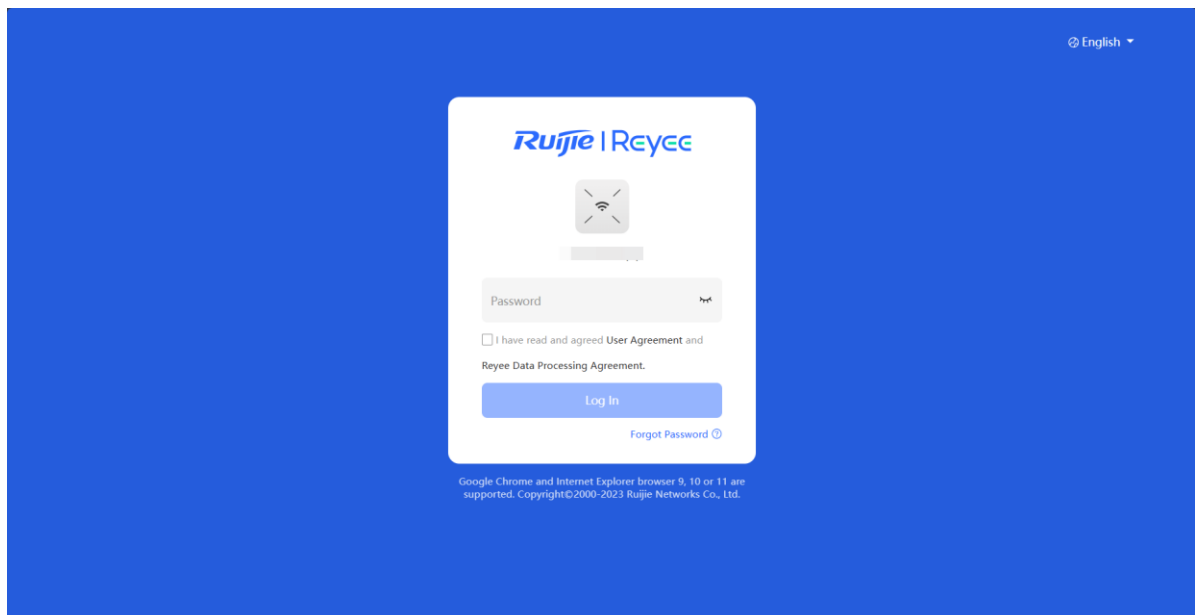 English
Ruijie | Reyee
Password
I have read and agreed User Agreement and
Reyee Data Processing Agreement.
Log In
Forgot Password
Google Chrome and Internet Explorer browser 9, 10 or 11 are
supported. Copyright©2000-2023 Ruijie Networks Co., Ltd.